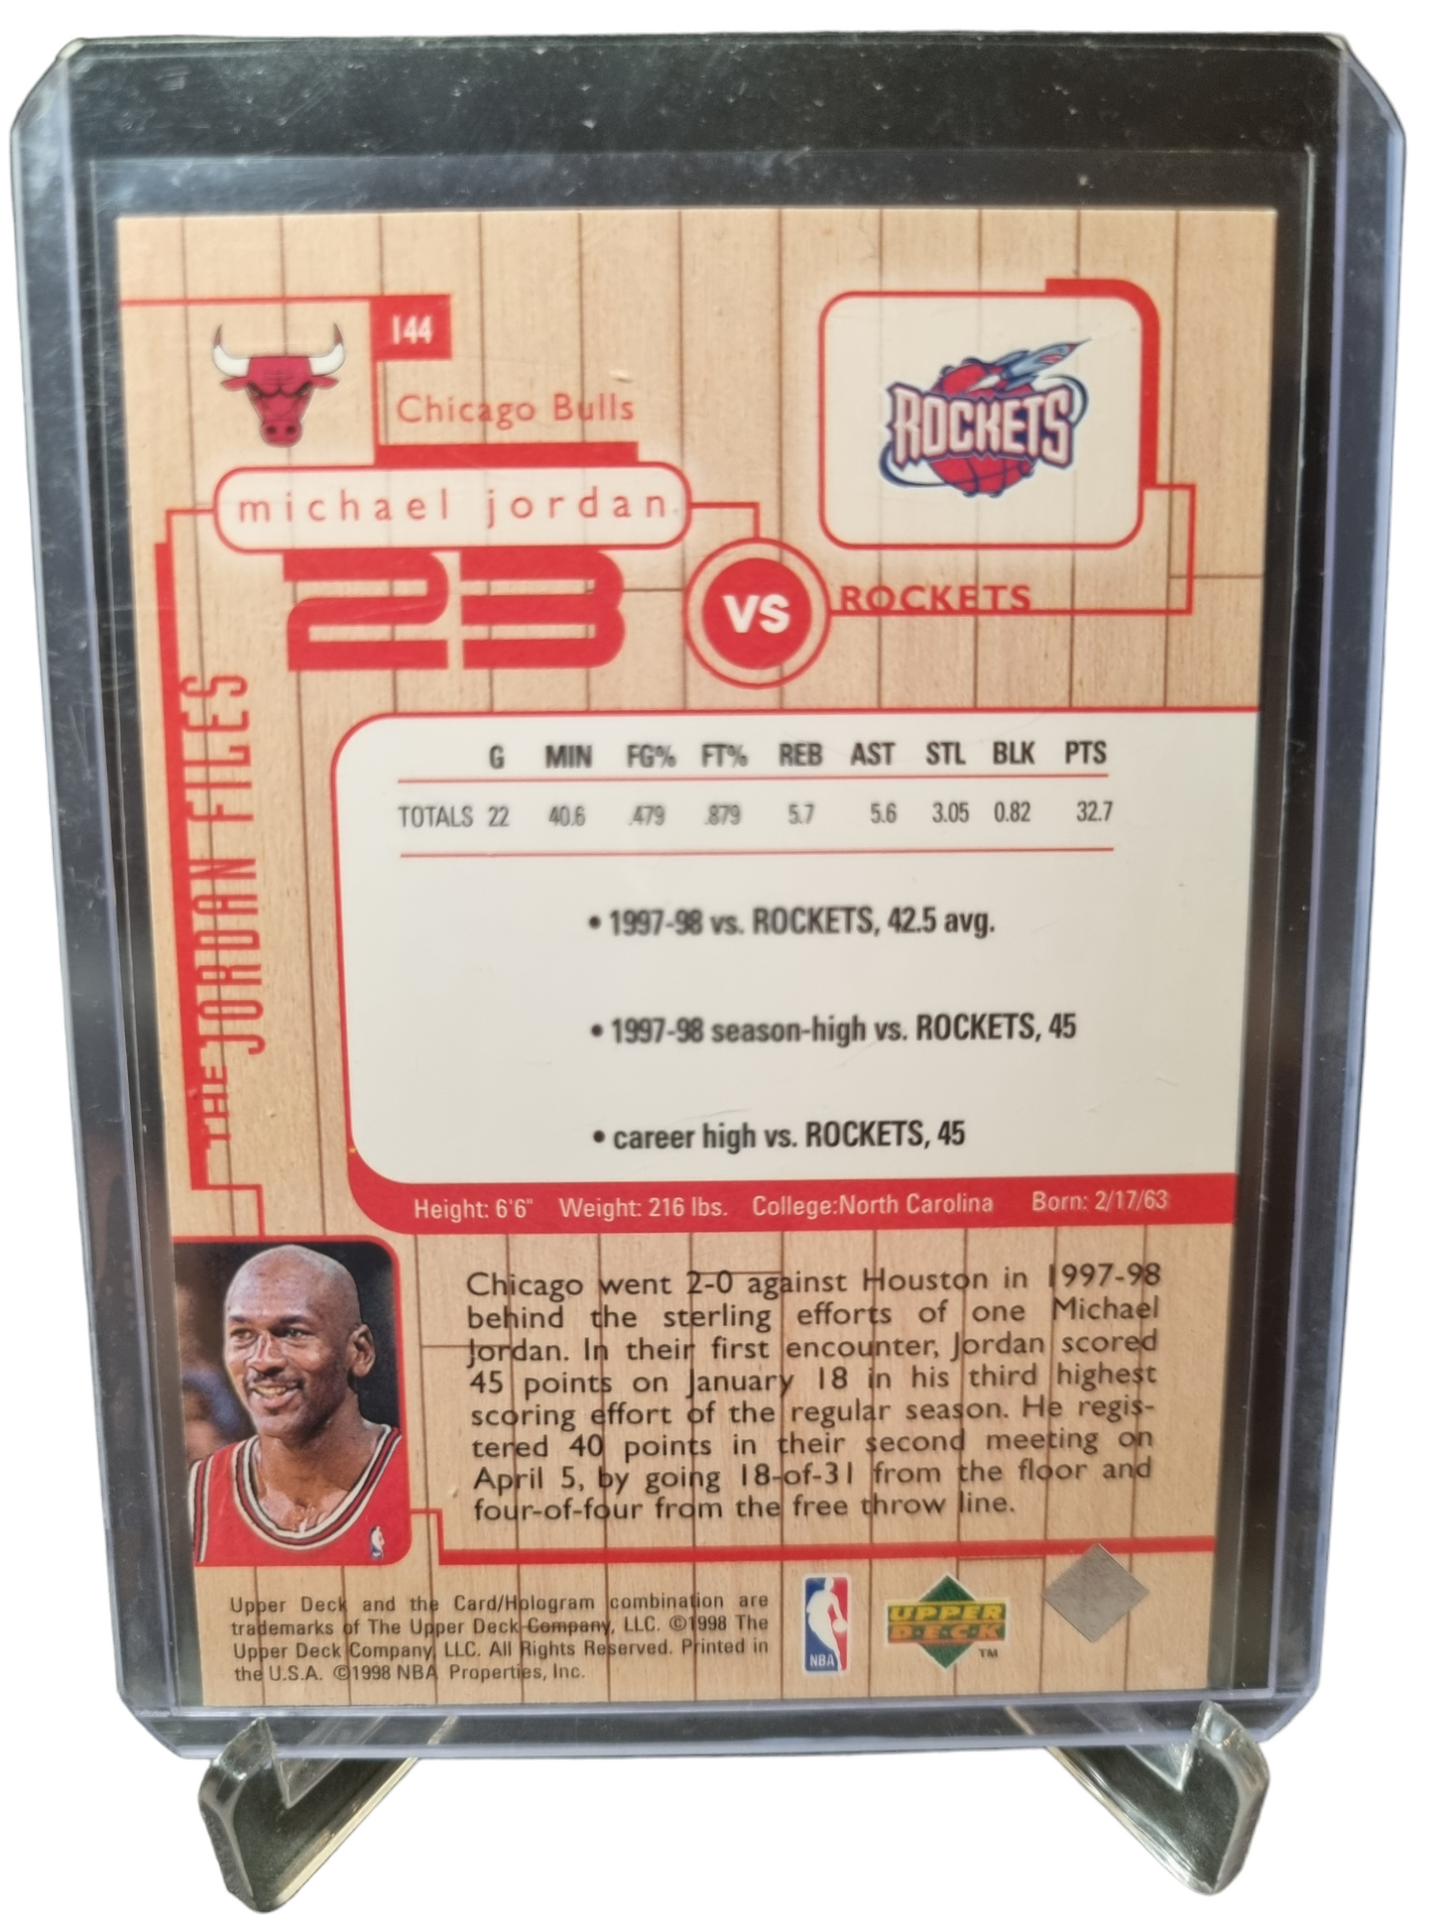 144
Chicago Bulls
michael jordan
23
VS
ROCKETS
ROCKETS
THE JORDAN FILES
G MIN FG% FT% REB AST STL BLK PTS
TOTALS 22 40.6 .479 .879 5.7 5.6 3.05 0.82 32.7
• 1997-98 vs. ROCKETS, 42.5 avg.
• 1997-98 season-high vs. ROCKETS, 45
• career high vs. ROCKETS, 45
Height: 6'6" Weight: 216 lbs. College:North Carolina Born: 2/17/63
Chicago went 2-0 against Houston in 1997-98
behind the sterling efforts of one Michael
Jordan. In their first encounter, Jordan scored
45 points on January 18 in his third highest
scoring effort of the regular season. He regis-
tered 40 points in their second meeting on
April 5, by going 18-of-31 from the floor and
four-of-four from the free throw line.
Upper Deck and the Card/Hologram combination are
trademarks of The Upper Deck Company, LLC. ©1998 The
Upper Deck Company, LLC. All Rights Reserved. Printed in
the U.S.A. ©1998 NBA Properties, Inc.
NBA
UPPER
DECK
TM